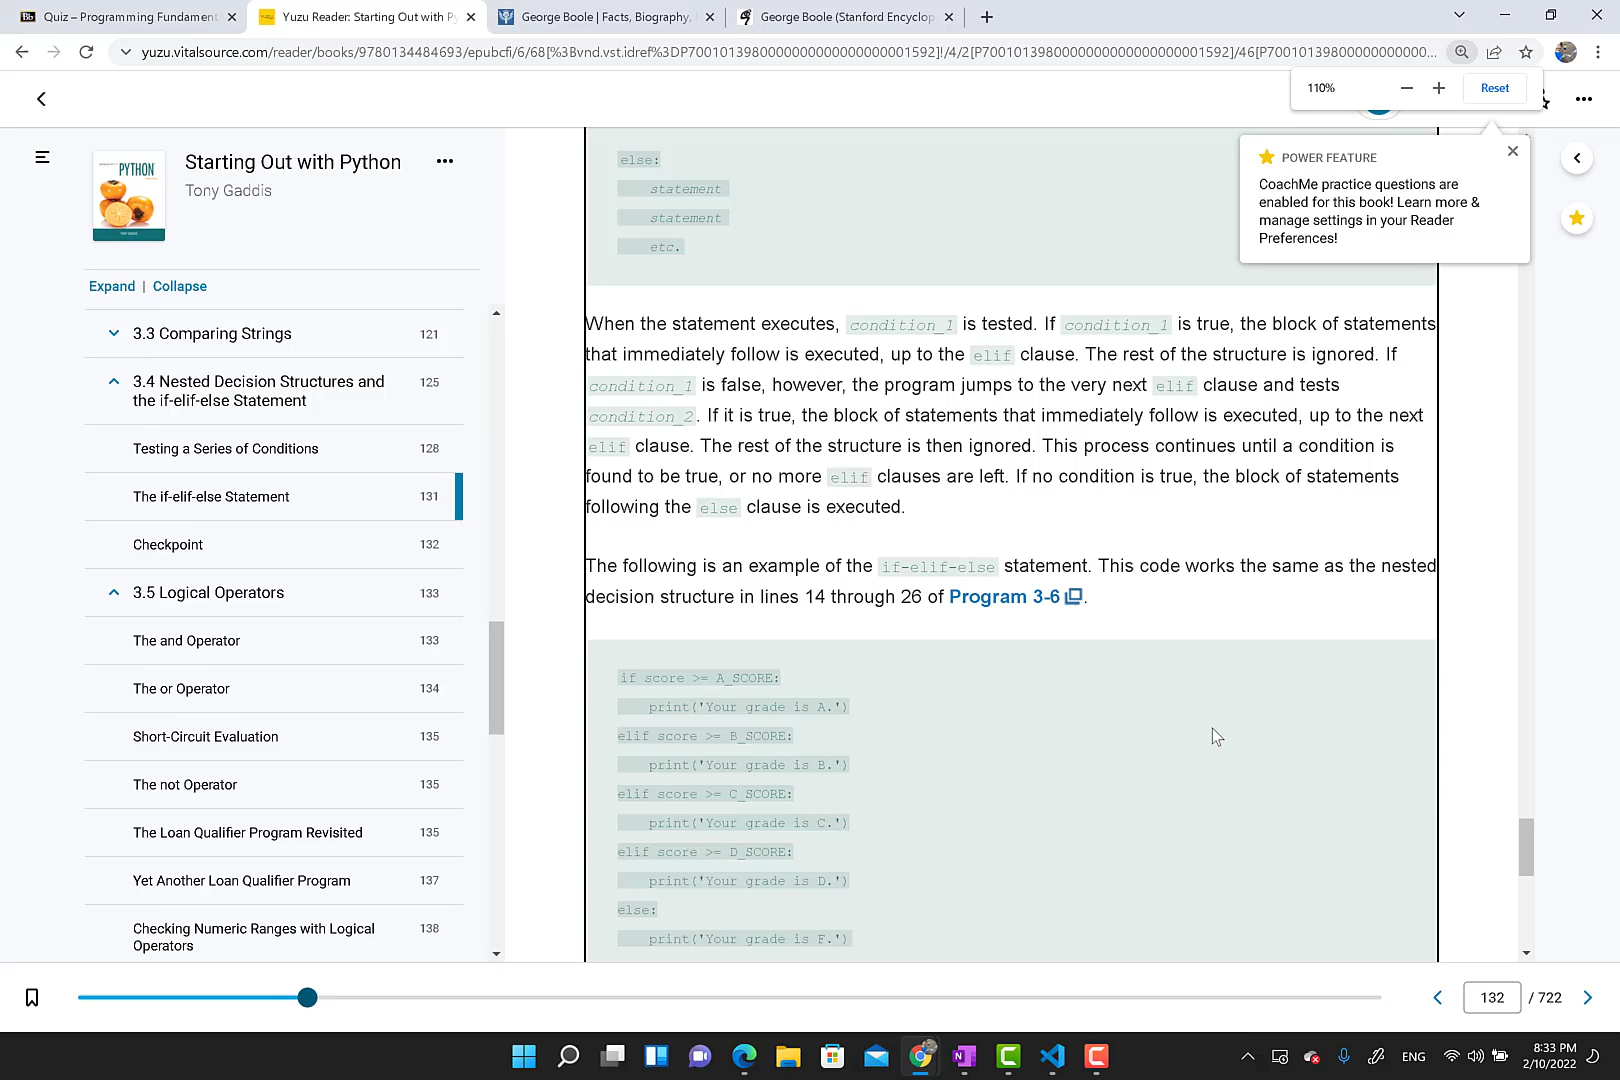 Quiz – Programming Fundament
Yuzu Reader: Starting Out with Py
George Boole | Facts, Biography,
George Boole (Stanford Encyclop
yuzu.vitalsource.com/reader/books/9780134484693/epubcfi/6/68[%3Bvnd.vst.idref%3DP70010139800000000000000001592]!/4/2[P70010139800000000000000001592]/46[P70010139800000000000...
110%
Reset
POWER FEATURE
CoachMe practice questions are
enabled for this book! Learn more &
manage settings in your Reader
Preferences!
PYTHON
TONY GADDIS
Starting Out with Python
Tony Gaddis
Expand | Collapse
3.3 Comparing Strings 121
3.4 Nested Decision Structures and
the if-elif-else Statement 125
Testing a Series of Conditions 128
The if-elif-else Statement 131
Checkpoint 132
3.5 Logical Operators 133
The and Operator 133
The or Operator 134
Short-Circuit Evaluation 135
The not Operator 135
The Loan Qualifier Program Revisited 135
Yet Another Loan Qualifier Program 137
Checking Numeric Ranges with Logical
Operators 138
else:
statement
statement
etc.
When the statement executes, condition_1 is tested. If condition_1 is true, the block of statements
that immediately follow is executed, up to the elif clause. The rest of the structure is ignored. If
condition_1 is false, however, the program jumps to the very next elif clause and tests
condition_2. If it is true, the block of statements that immediately follow is executed, up to the next
elif clause. The rest of the structure is then ignored. This process continues until a condition is
found to be true, or no more elif clauses are left. If no condition is true, the block of statements
following the else clause is executed.
The following is an example of the if-elif-else statement. This code works the same as the nested
decision structure in lines 14 through 26 of Program 3-6.
if score >= A_SCORE:
print('Your grade is A.')
elif score >= B_SCORE:
print('Your grade is B.')
elif score >= C_SCORE:
print('Your grade is C.')
elif score >= D_SCORE:
print('Your grade is D.')
else:
print('Your grade is F.')
132 / 722
ENG
8:33 PM
2/10/2022